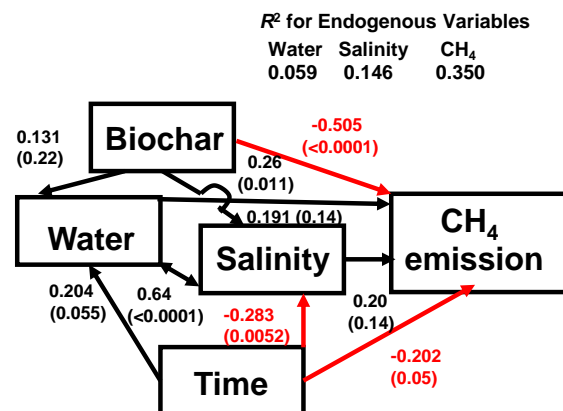 R² for Endogenous Variables
Water Salinity CH₄
0.059 0.146 0.350
Biochar
0.131
(0.22)
-0.505
(<0.0001)
0.26
(0.011)
Water
0.191 (0.14)
Salinity
CH₄
emission
0.204
(0.055)
0.64
(<0.0001)
-0.283
(0.0052)
0.20
(0.14)
-0.202
(0.05)
Time